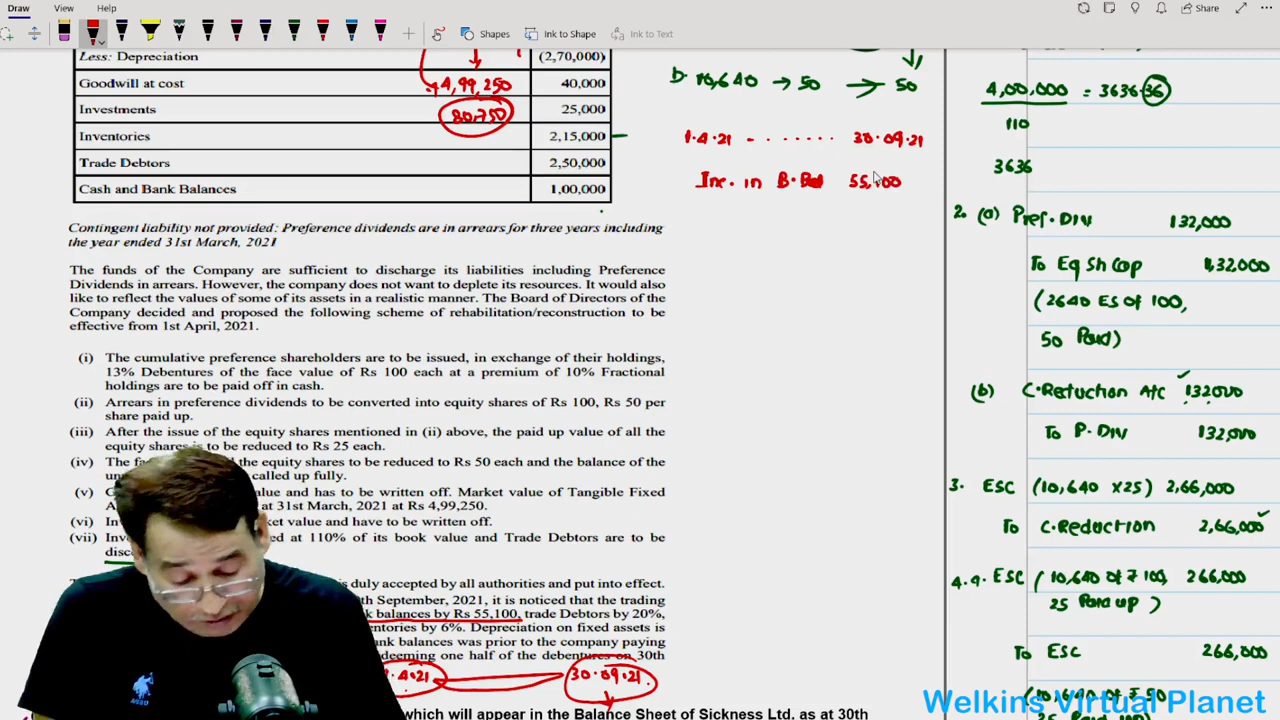 Draw View Help
Share
Shapes
Ink to Shape
Ink to Text
Less: Depreciation (2,70,000)
Goodwill at cost 40,000
Investments 25,000
Inventories 2,15,000
Trade Debtors 2,50,000
Cash and Bank Balances 1,00,000
4,99,250
80,750
Contingent liability not provided: Preference dividends are in arrears for three years including
the year ended 31st March, 2021
The funds of the Company are sufficient to discharge its liabilities including Preference
Dividends in arrears. However, the company does not want to deplete its resources. It would also
like to reflect the values of some of its assets in a realistic manner. The Board of Directors of the
Company decided and proposed the following scheme of rehabilitation/reconstruction to be
effective from 1st April, 2021.
(i) The cumulative preference shareholders are to be issued, in exchange of their holdings,
13% Debentures of the face value of Rs 100 each at a premium of 10% Fractional
holdings are to be paid off in cash.
(ii) Arrears in preference dividends to be converted into equity shares of Rs 100, Rs 50 per
share paid up.
(iii) After the issue of the equity shares mentioned in (ii) above, the paid up value of all the
equity shares is to be reduced to Rs 25 each.
(iv) The the equity shares to be reduced to Rs 50 each and the balance of the
called up fully.
(v) value and has to be written off. Market value of Tangible Fixed
at 31st March, 2021 at Rs 4,99,250.
(vi) market value and have to be written off.
(vii) at 110% of its book value and Trade Debtors are to be
is duly accepted by all authorities and put into effect.
September, 2021, it is noticed that the trading
balances by Rs 55,100, trade Debtors by 20%,
by 6%. Depreciation on fixed assets is
balances was prior to the company paying
redeeming one half of the debentures on 30th
4.21 30.09.21
which will appear in the Balance Sheet of Sickness Ltd. as at 30th
10,640 → 50 → 50
1.4.21 - ...... 30.09.21
Inc. in B.Bal 55,100
4,00,000 = 3636.36
110
3636
2. (a) Pref.Div 132,000
To Eq Sh Cap 1,32,000
(2640 ES of 100,
50 Paid)
(b) C.Reduction A/c 132000
To P.Div 132,000
3. ESC (10,640 x25) 2,66,000
To C.Reduction 2,66,000
4.a. ESC (10,640 of ₹ 100, 266,000
25 Paid up)
To ESC 266,000
(10,640 of ₹ 50
Welkins Virtual Planet